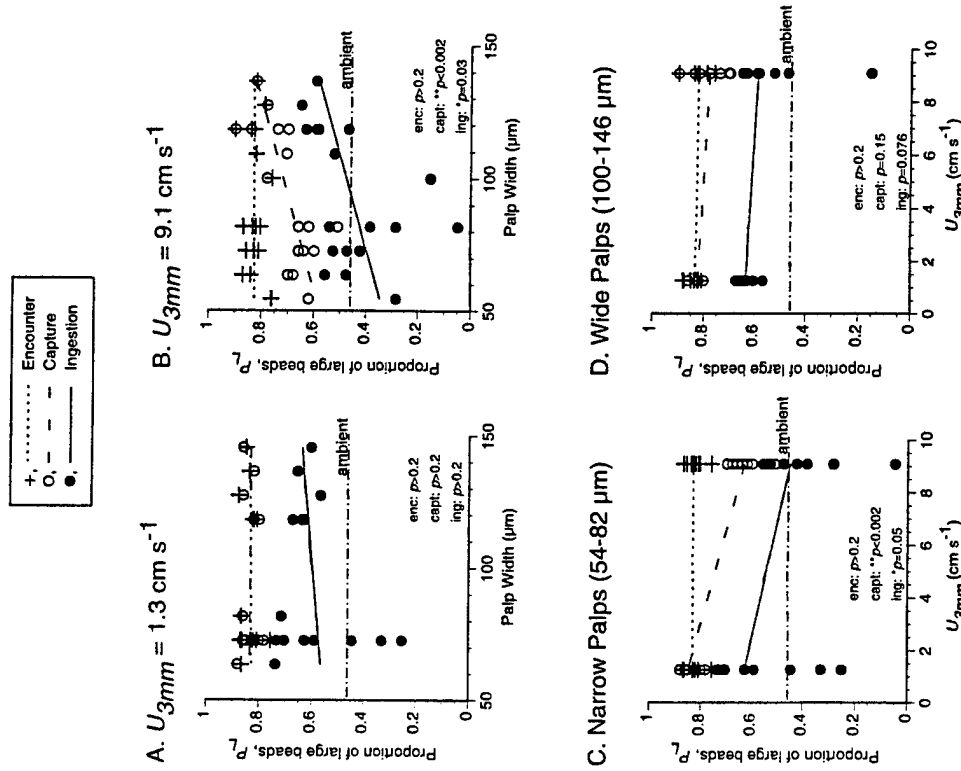 +, Encounter
o, Capture
●, Ingestion
A. U3mm = 1.3 cm s-1
Proportion of large beads, PL
1
0.8
0.6
0.4
0.2
0
ambient
enc: p>0.2
capt: p>0.2
ing: p>0.2
50
100
150
Palp Width (µm)
B. U3mm = 9.1 cm s-1
Proportion of large beads, PL
1
0.8
0.6
0.4
0.2
0
ambient
enc: p>0.2
capt: **p<0.002
ing: *p=0.03
50
100
150
Palp Width (µm)
C. Narrow Palps (54-82 µm)
Proportion of large beads, PL
1
0.8
0.6
0.4
0.2
0
ambient
enc: p>0.2
capt: **p<0.002
ing: *p=0.05
0
2
4
6
8
10
U3mm (cm s-1)
D. Wide Palps (100-146 µm)
Proportion of large beads, PL
1
0.8
0.6
0.4
0.2
0
ambient
enc: p>0.2
capt: p=0.15
ing: p=0.076
0
2
4
6
8
10
U3mm (cm s-1)